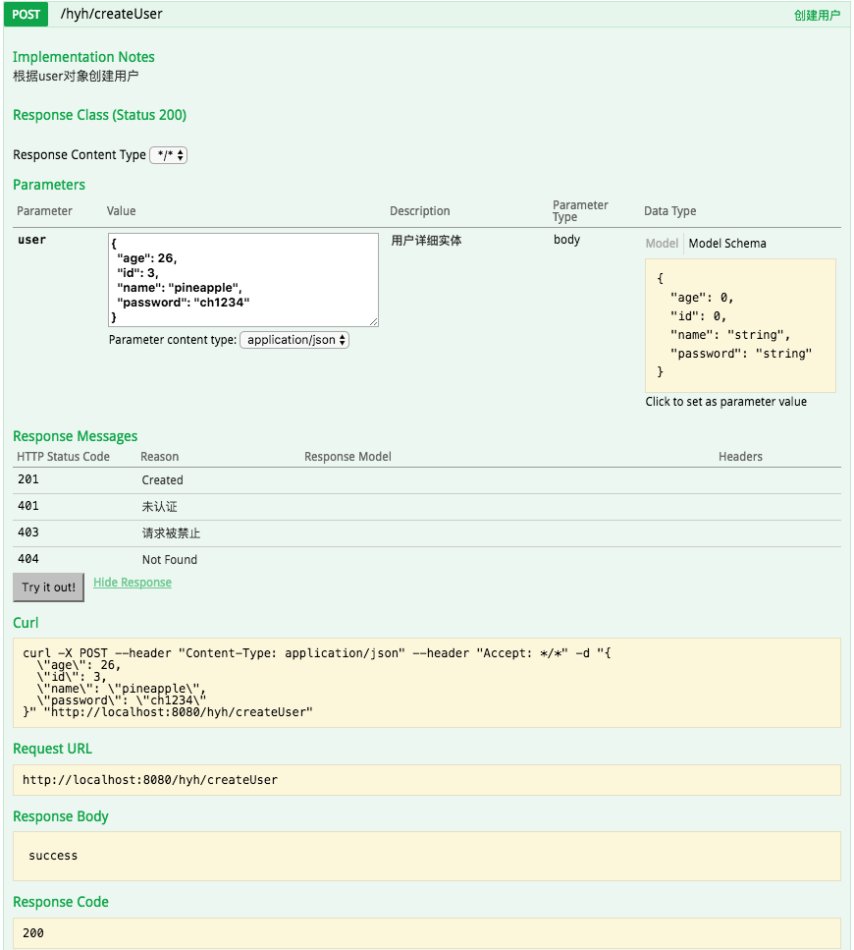 POST /hyh/createUser 创建用户
Implementation Notes
根据user对象创建用户
Response Class (Status 200)
Response Content Type */*
Parameters
Parameter Value Description Parameter Type Data Type
user
{
"age": 26,
"id": 3,
"name": "pineapple",
"password": "ch1234"
}
Parameter content type: application/json
用户详细实体
body
Model Model Schema
{
"age": 0,
"id": 0,
"name": "string",
"password": "string"
}
Click to set as parameter value
Response Messages
HTTP Status Code Reason Response Model Headers
201 Created
401 未认证
403 请求被禁止
404 Not Found
Try it out! Hide Response
Curl
curl -X POST --header "Content-Type: application/json" --header "Accept: */*" -d "{
\"age\": 26,
\"id\": 3,
\"name\": \"pineapple\",
\"password\": \"ch1234\"
}" "http://localhost:8080/hyh/createUser"
Request URL
http://localhost:8080/hyh/createUser
Response Body
success
Response Code
200